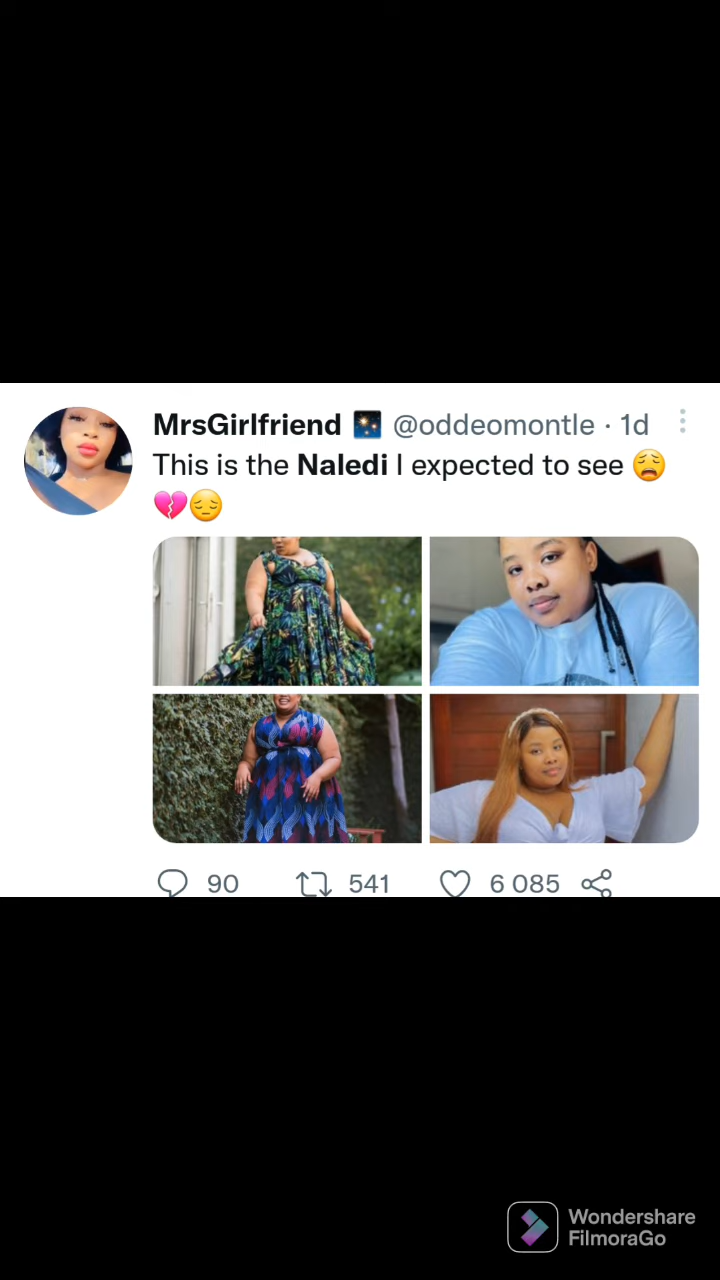 MrsGirlfriend 🎇 @oddeomontle · 1d
This is the Naledi I expected to see 😩
💔😔
90 541 6 085
Wondershare
FilmoraGo